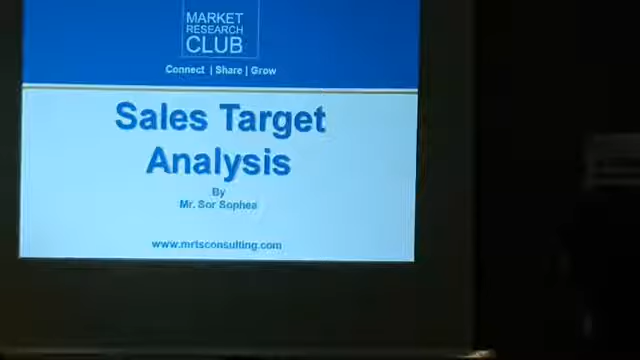 MARKET
RESEARCH
CLUB
Connect | Share | Grow
Sales Target
Analysis
By
Mr. Sor Sophea
www.mrtsconsulting.com